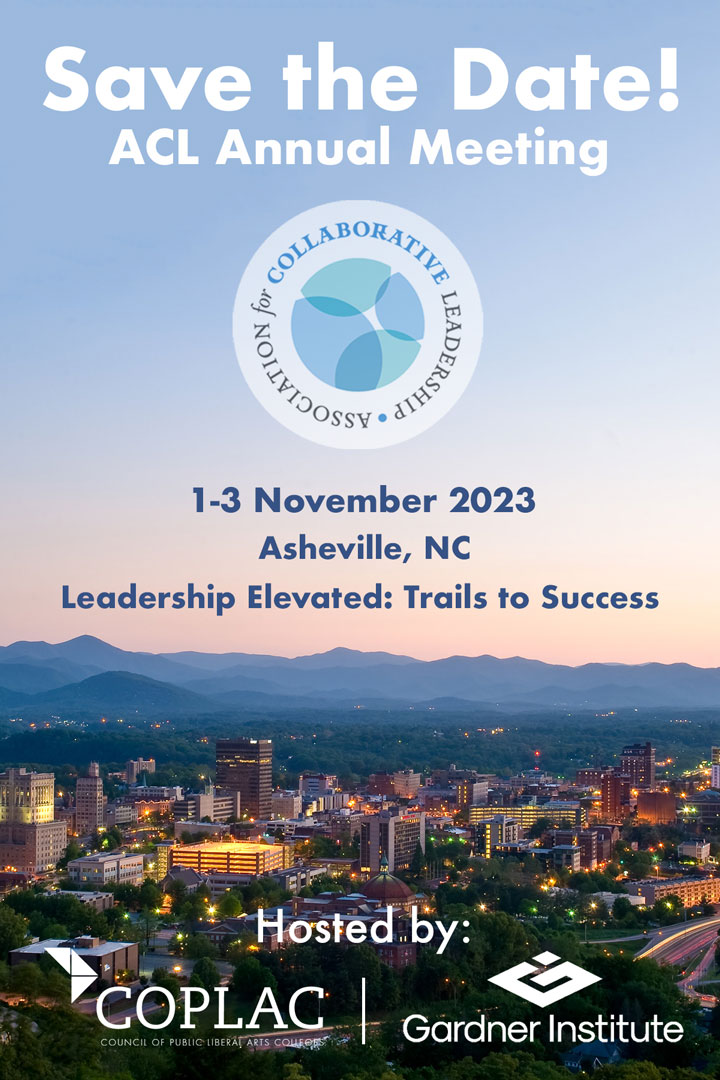 Save the Date!
ACL Annual Meeting
ASSOCIATION for COLLABORATIVE LEADERSHIP •
1-3 November 2023
Asheville, NC
Leadership Elevated: Trails to Success
Hosted by:
COPLAC
COUNCIL OF PUBLIC LIBERAL ARTS COLLEGES
Gardner Institute